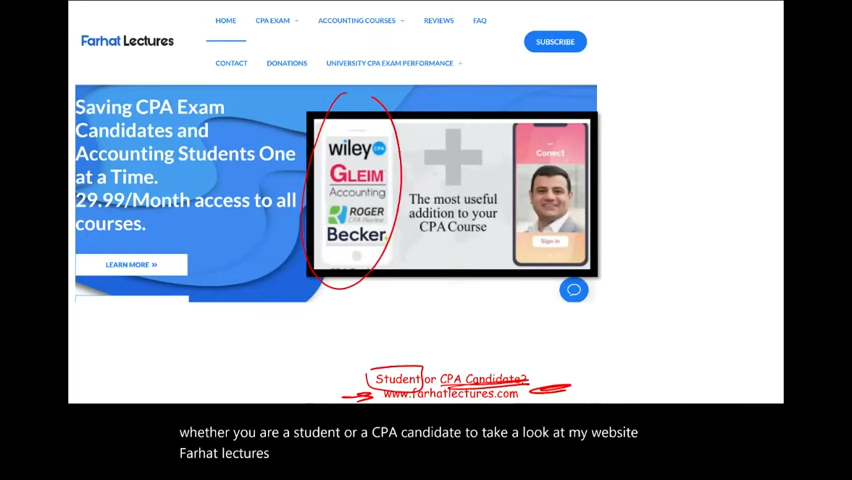 HOME
CPA EXAM +
ACCOUNTING COURSES +
REVIEWS
FAQ
Farhat Lectures
SUBSCRIBE
CONTACT
DONATIONS
UNIVERSITY CPA EXAM PERFORMANCE +
Saving CPA Exam
Candidates and
Accounting Students One
at a Time.
29.99/Month access to all
courses.
LEARN MORE »
wiley CPA
GLEIM
Accounting
ROGER
CPA Review
Becker.
The most useful
addition to your
CPA Course
Conect
Sign in
Student or CPA Candidate?
www.farhatlectures.com
whether you are a student or a CPA candidate to take a look at my website
Farhat lectures